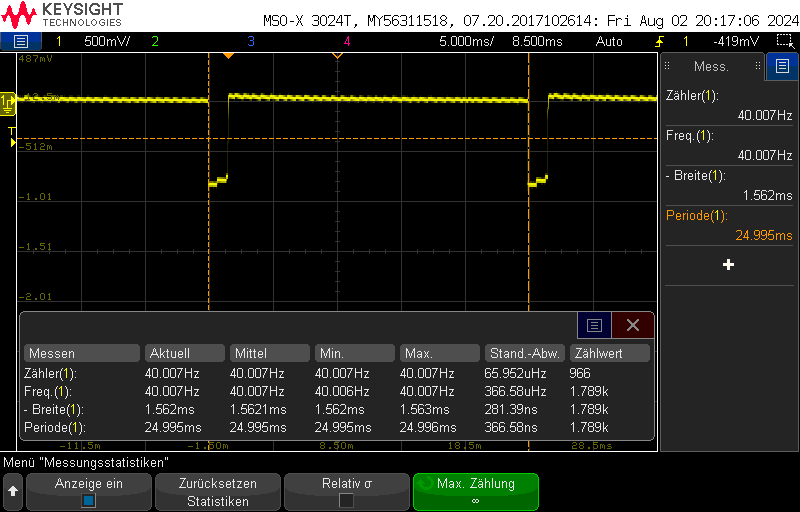 KEYSIGHT
TECHNOLOGIES
MSO-X 3024T, MY56311518, 07.20.2017102614: Fri Aug 02 20:17:06 2024
1 500mV/ 2 3 4 5.000ms/ 8.500ms Auto 1 -419mV
487mV
1
T
-512m
-1.01
-1.51
-2.01
Mess.
Zähler(1):
40.007Hz
Freq.(1):
40.007Hz
- Breite(1):
1.562ms
Periode(1):
24.995ms
Messen Aktuell Mittel Min. Max. Stand.-Abw. Zählwert
Zähler(1): 40.007Hz 40.007Hz 40.007Hz 40.007Hz 65.952uHz 966
Freq.(1): 40.007Hz 40.007Hz 40.006Hz 40.007Hz 366.58uHz 1.789k
- Breite(1): 1.562ms 1.5621ms 1.562ms 1.563ms 281.39ns 1.789k
Periode(1): 24.995ms 24.995ms 24.995ms 24.996ms 366.58ns 1.789k
-11.5m -1.50m 8.50ms 18.5ms 28.5ms
Menü "Messungsstatistiken"
Anzeige ein
Zurücksetzen
Statistiken
Relativ σ
Max. Zählung
∞